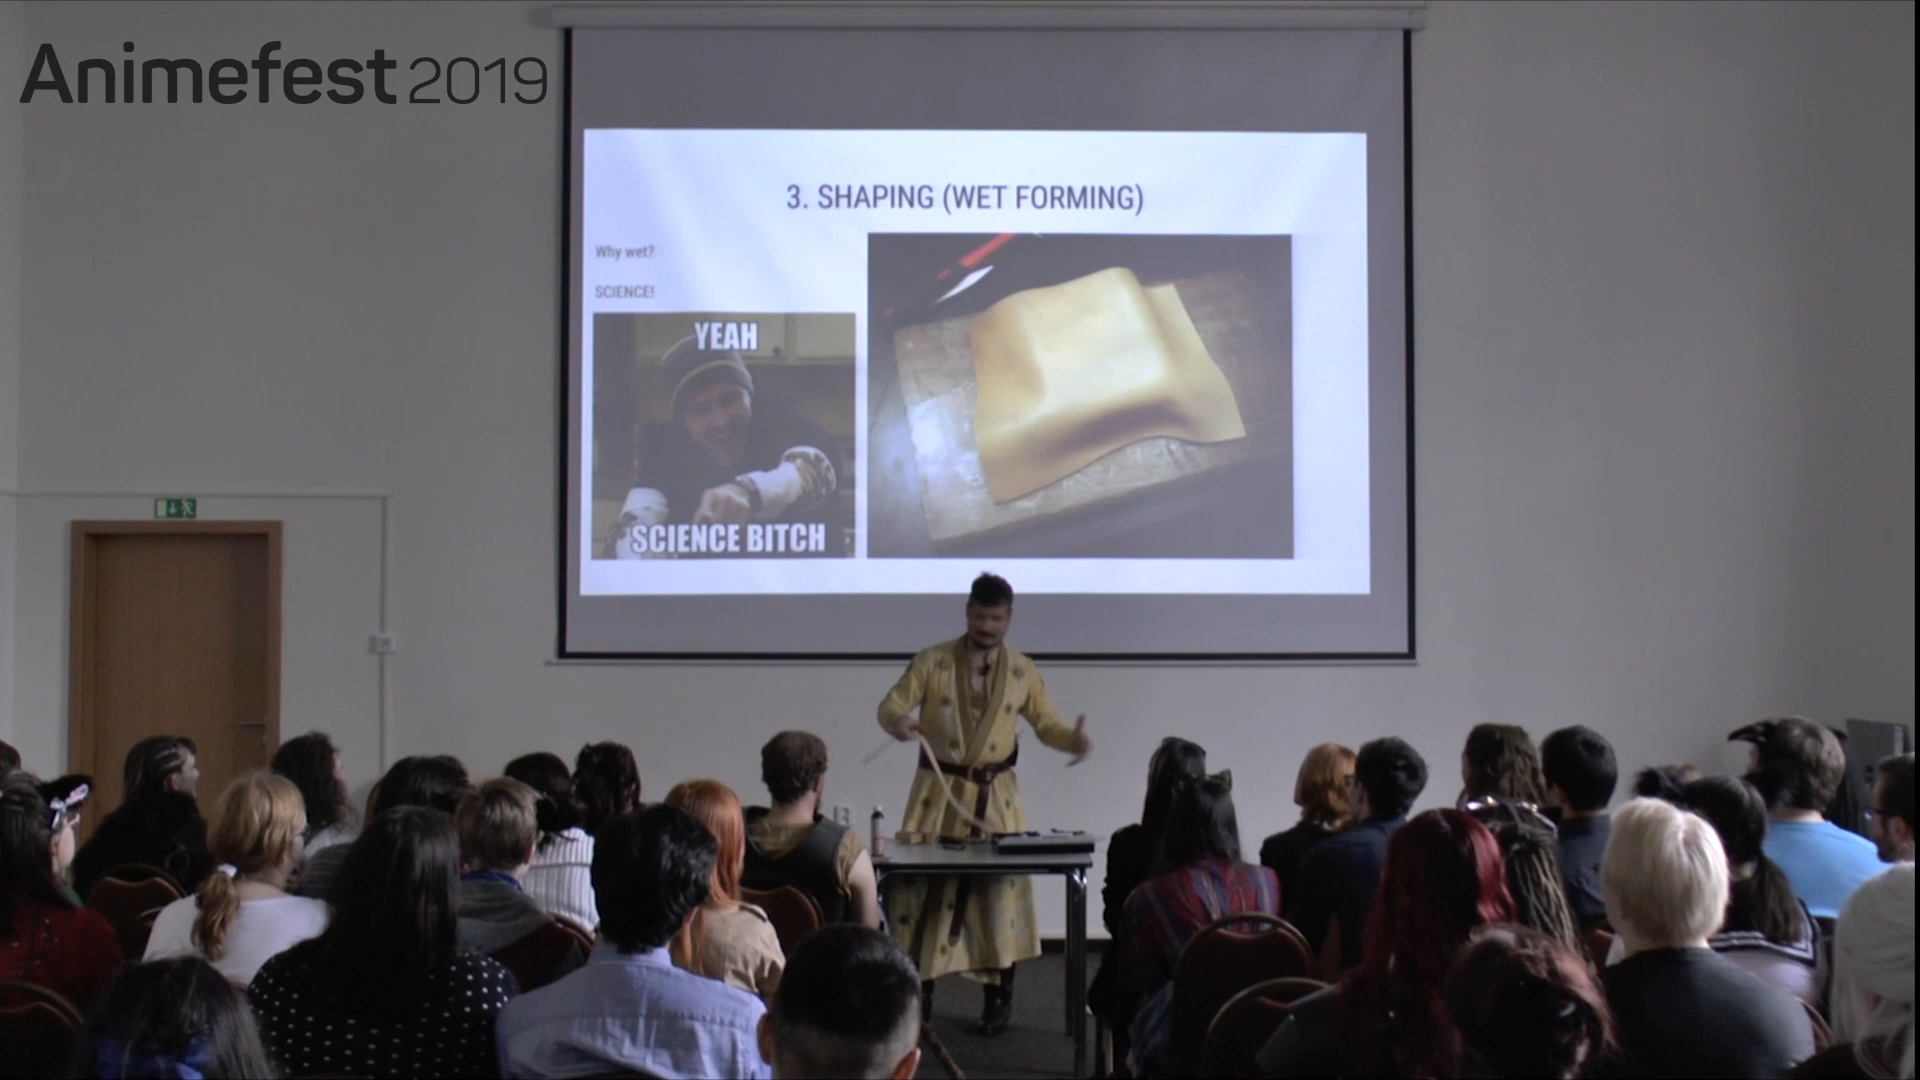 Animefest 2019
3. SHAPING (WET FORMING)
Why wet?
SCIENCE!
YEAH
SCIENCE BITCH